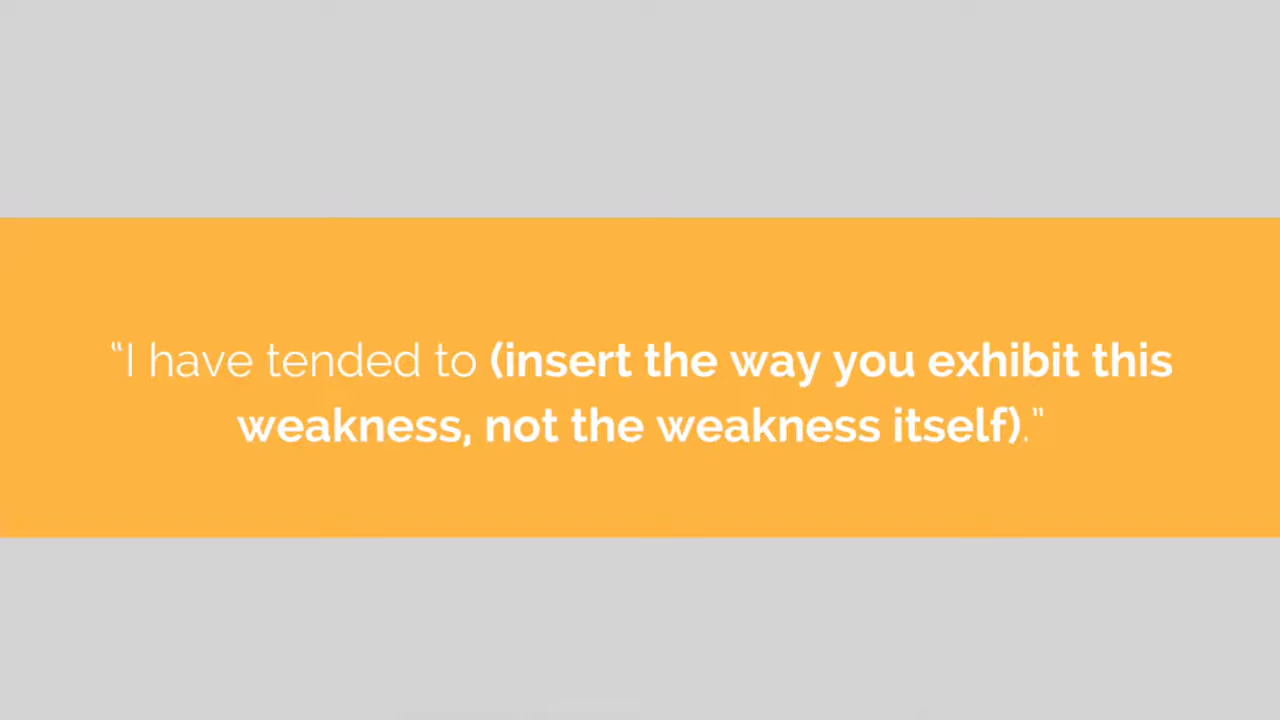 “I have tended to (insert the way you exhibit this
weakness, not the weakness itself).”